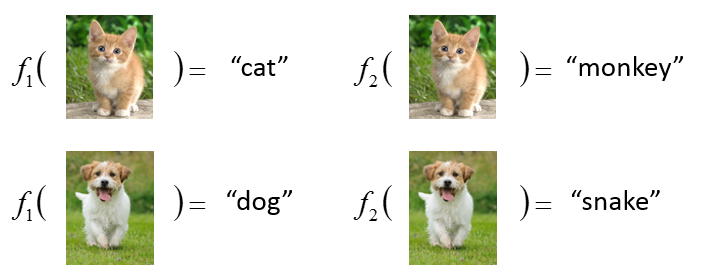 f₁( ) = “cat” f₂( ) = “monkey”
f₁( ) = “dog” f₂( ) = “snake”